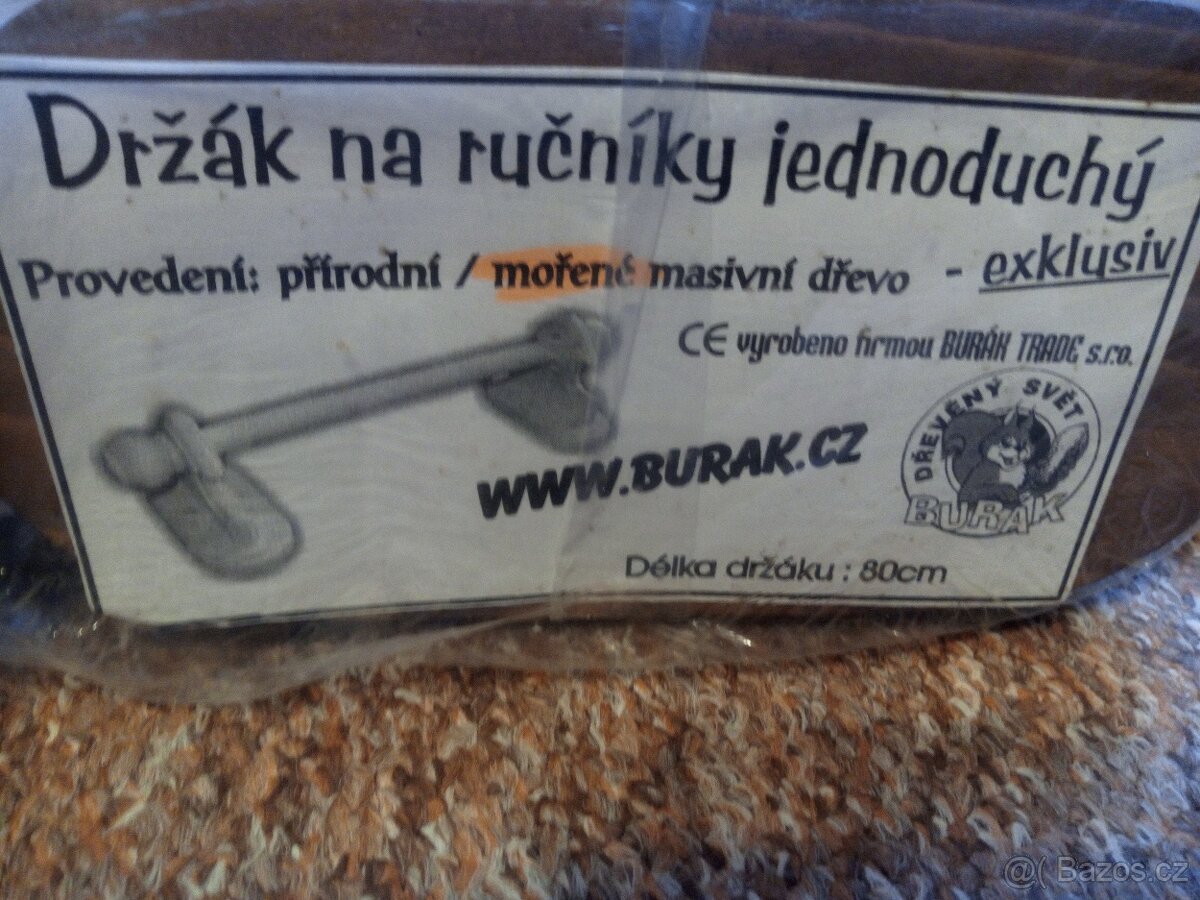 Držák na ručníky jednoduchý
Provedení: přírodní / mořené masivní dřevo - exklusiv
CE vyrobeno firmou BURÁK TRADE s.r.o.
DŘEVĚNÝ SVĚT
BURÁK
WWW.BURAK.CZ
Délka držáku : 80cm
@( Bazos.cz